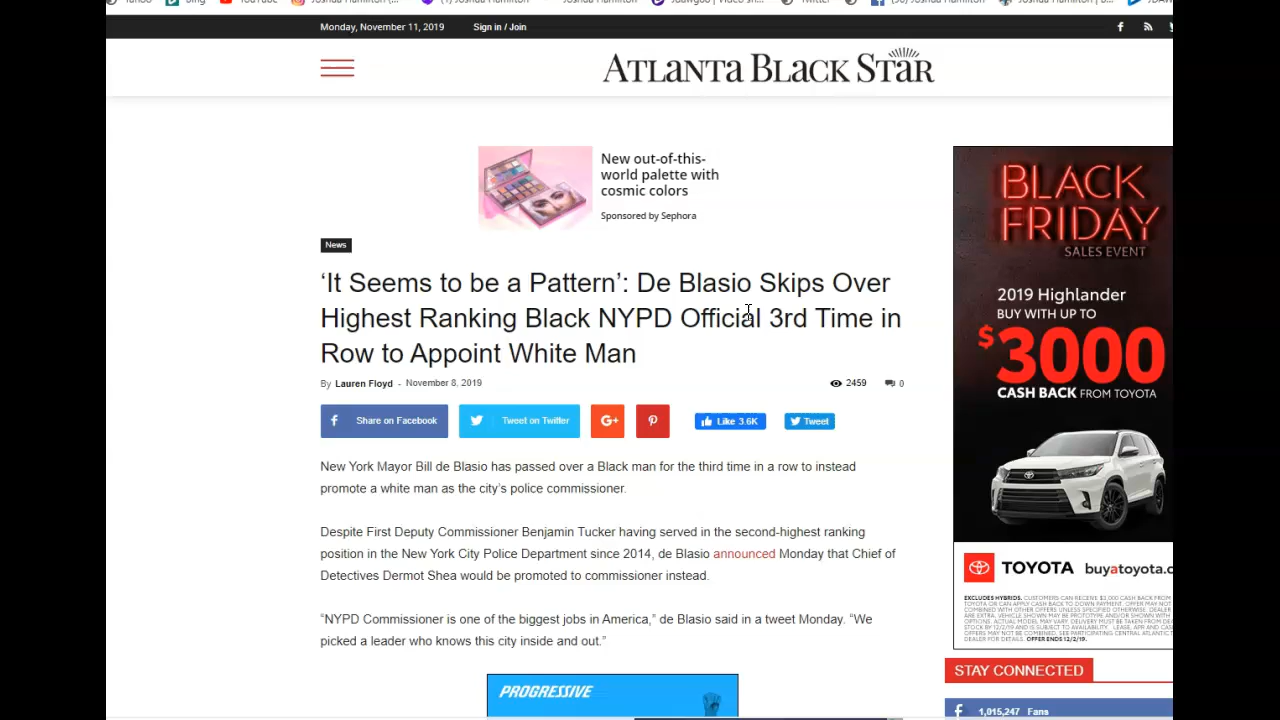 YouTube
Twitter
Monday, November 11, 2019
Sign in / Join
ATLANTA BLACK STAR
New out-of-this-
world palette with
cosmic colors
Sponsored by Sephora
News
‘It Seems to be a Pattern’: De Blasio Skips Over
Highest Ranking Black NYPD Official 3rd Time in
Row to Appoint White Man
By Lauren Floyd - November 8, 2019
2459
0
Share on Facebook
Tweet on Twitter
G+
Like 3.6K
Tweet
New York Mayor Bill de Blasio has passed over a Black man for the third time in a row to instead
promote a white man as the city’s police commissioner.
Despite First Deputy Commissioner Benjamin Tucker having served in the second-highest ranking
position in the New York City Police Department since 2014, de Blasio announced Monday that Chief of
Detectives Dermot Shea would be promoted to commissioner instead.
“NYPD Commissioner is one of the biggest jobs in America,” de Blasio said in a tweet Monday. “We
picked a leader who knows this city inside and out.”
PROGRESSIVE
BLACK
FRIDAY
SALES EVENT
2019 Highlander
BUY WITH UP TO
$3000
CASH BACK FROM TOYOTA
TOYOTA buyatoyota.c
OFFER ENDS 12/2/19.
STAY CONNECTED
1,015,247 Fans